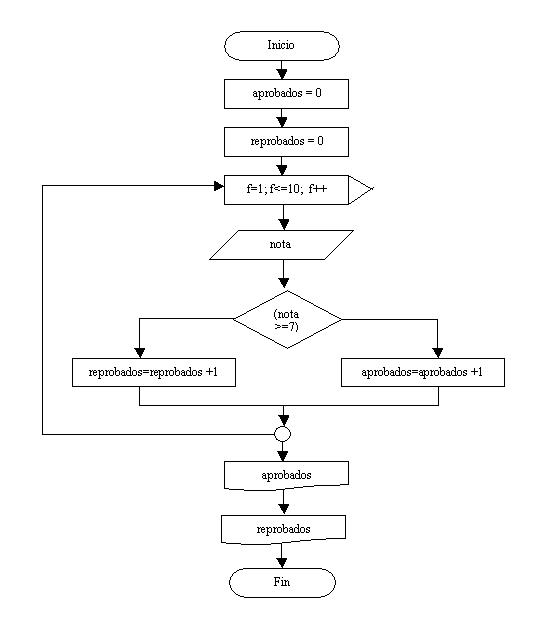 Inicio
aprobados = 0
reprobados = 0
f=1; f<=10; f++
nota
(nota
>=7)
reprobados=reprobados +1
aprobados=aprobados +1
aprobados
reprobados
Fin